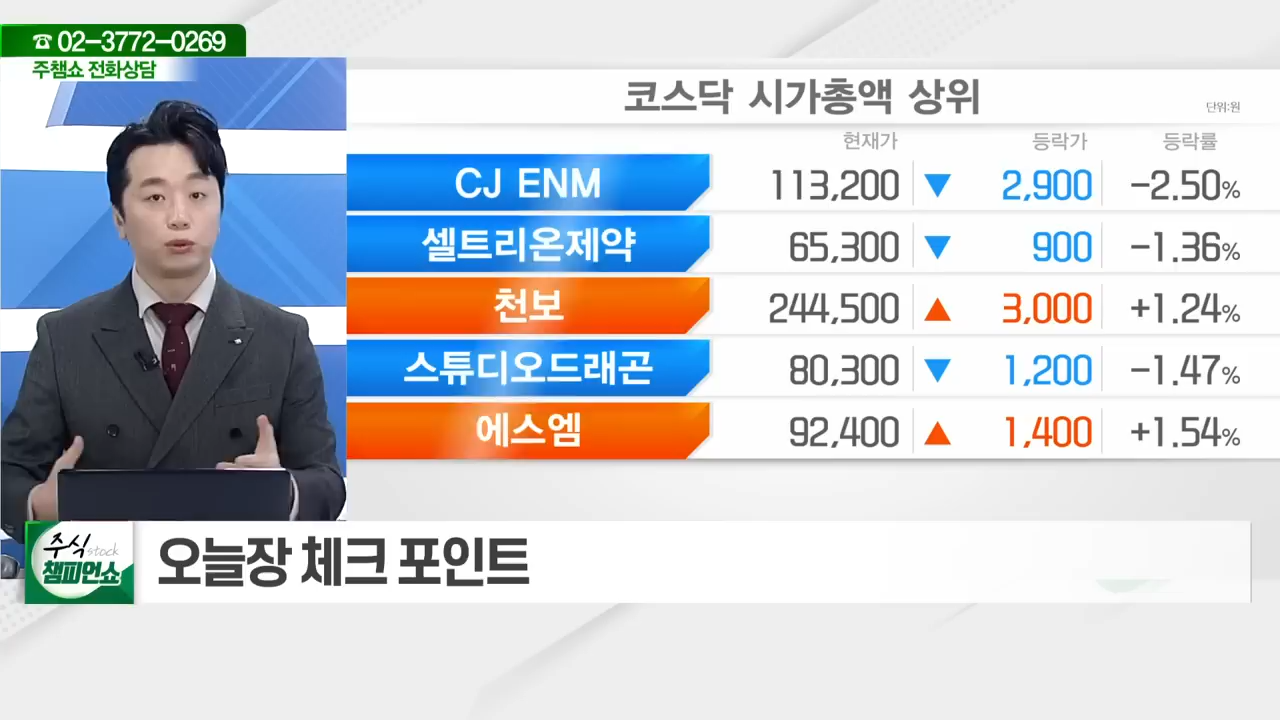 ☎ 02-3772-0269
주챔쇼 전화상담
코스닥 시가총액 상위
단위:원
현재가 등락가 등락률
CJ ENM 113,200 ▼ 2,900 -2.50%
셀트리온제약 65,300 ▼ 900 -1.36%
천보 244,500 ▲ 3,000 +1.24%
스튜디오드래곤 80,300 ▼ 1,200 -1.47%
에스엠 92,400 ▲ 1,400 +1.54%
주식 stock
챔피언쇼
오늘장 체크 포인트